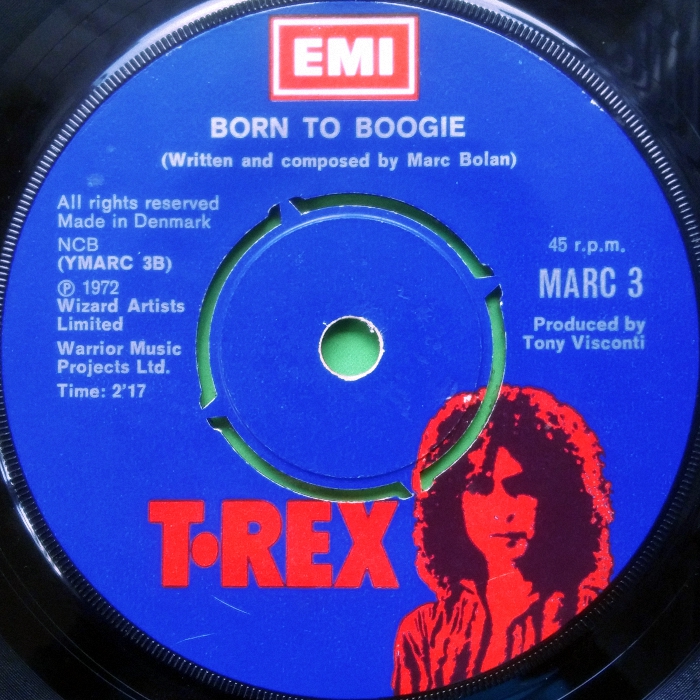 EMI
BORN TO BOOGIE
(Written and composed by Marc Bolan)
All rights reserved
Made in Denmark
NCB
(YMARC 3B)
℗ 1972
Wizard Artists
Limited
Warrior Music
Projects Ltd.
Time: 2'17
45 r.p.m.
MARC 3
Produced by
Tony Visconti
T•REX